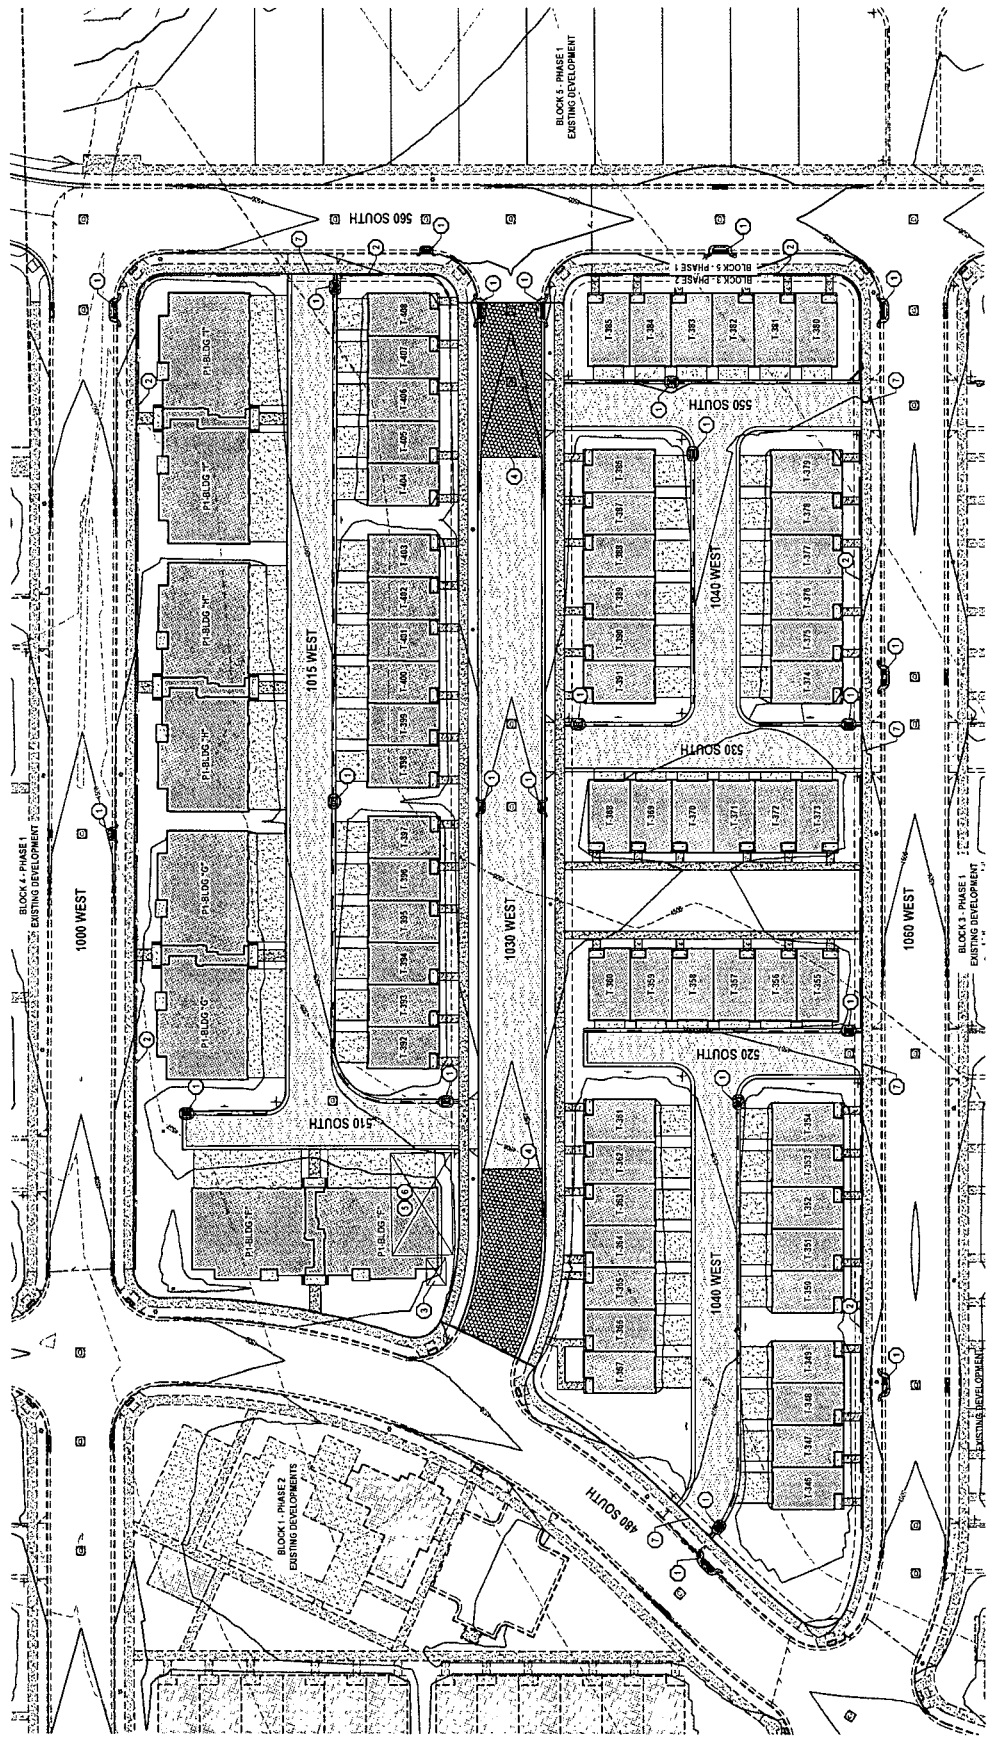 BLOCK 5 - PHASE 1
EXISTING DEVELOPMENT
560 SOUTH
BLOCK 5 - PHASE 1
BLOCK 3 - PHASE 2
P1-BLDG "I"
P1-BLDG "I"
P1-BLDG "H"
P1-BLDG "H"
P1-BLDG "G"
P1-BLDG "G"
P1-BLDG "F"
P1-BLDG "F"
T-408
T-407
T-406
T-405
T-404
T-403
T-402
T-401
T-400
T-399
T-398
T-397
T-396
T-395
T-394
T-393
T-392
T-385
T-384
T-383
T-382
T-381
T-380
550 SOUTH
T-387
T-388
T-389
T-391
T-379
T-378
T-377
T-376
T-375
T-374
1040 WEST
530 SOUTH
T-369
T-370
T-371
T-372
T-373
T-360
T-359
T-358
T-357
T-356
T-355
520 SOUTH
T-354
T-353
T-352
T-351
T-350
T-349
T-348
T-347
T-346
1040 WEST
T-361
T-362
T-363
T-364
T-365
T-366
T-367
1015 WEST
510 SOUTH
1030 WEST
1000 WEST
1060 WEST
BLOCK 4 - PHASE 1
EXISTING DEVELOPMENT
BLOCK 3 - PHASE 1
EXISTING DEVELOPMENT
EXISTING DEVELOPMENT
480 SOUTH
BLOCK 1 - PHASE 2
EXISTING DEVELOPMENTS